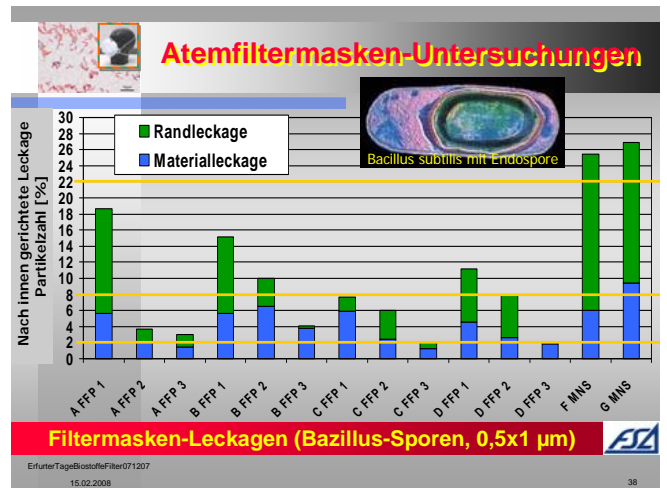 Atemfiltermasken-Untersuchungen
Nach innen gerichtete Leckage
Partikelzahl [%]
30
28
26
24
22
20
18
16
14
12
10
8
6
4
2
0
Randleckage
Materialleckage
Bacillus subtilis mit Endospore
A FFP 1
A FFP 2
A FFP 3
B FFP 1
B FFP 2
B FFP 3
C FFP 1
C FFP 2
C FFP 3
D FFP 1
D FFP 2
D FFP 3
F MNS
G MNS
Filtermasken-Leckagen (Bazillus-Sporen, 0,5x1 µm)
FSA
ErfurterTageBiostoffeFilter071207
15.02.2008
38